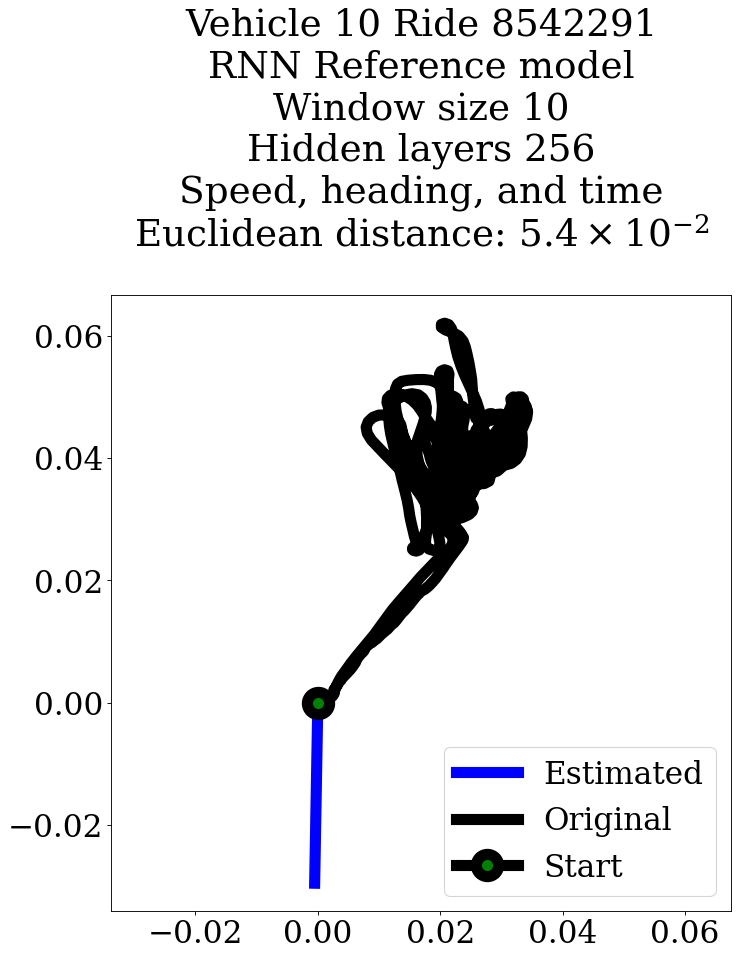 Vehicle 10 Ride 8542291
RNN Reference model
Window size 10
Hidden layers 256
Speed, heading, and time
Euclidean distance: 5.4 × 10⁻²
0.06
0.04
0.02
0.00
−0.02
Estimated
Original
Start
−0.02 0.00 0.02 0.04 0.06